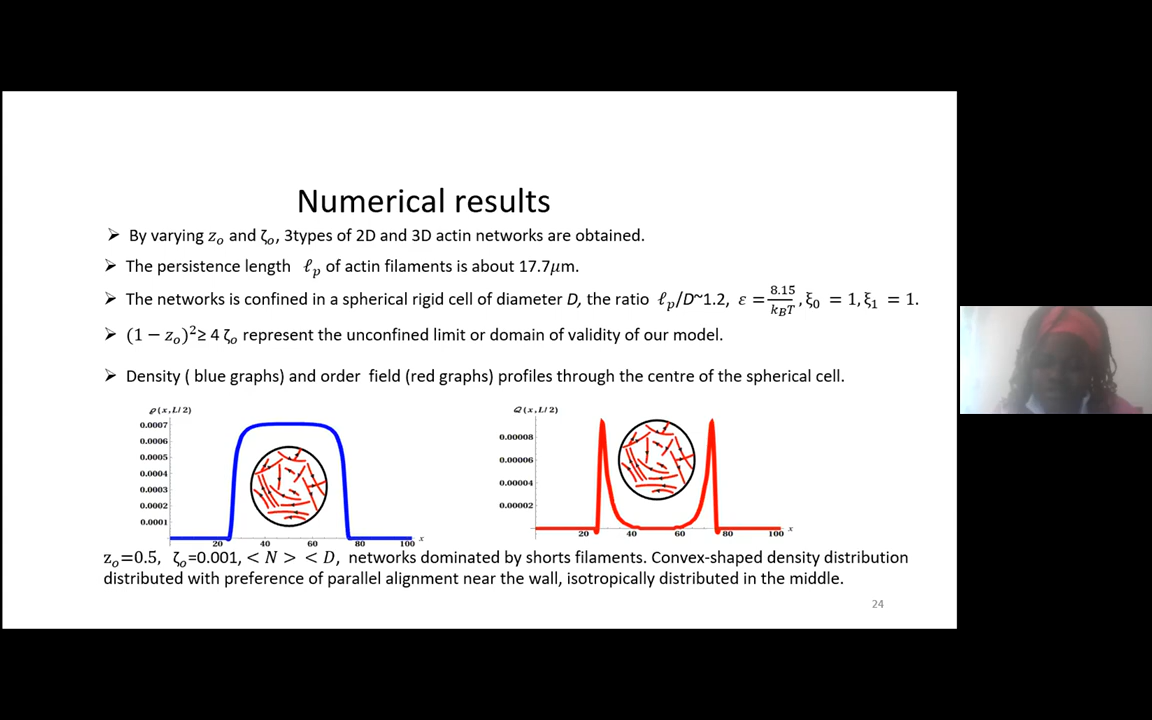 Numerical results
➢ By varying z₀ and ζ₀, 3types of 2D and 3D actin networks are obtained.
➢ The persistence length ℓₚ of actin filaments is about 17.7μm.
➢ The networks is confined in a spherical rigid cell of diameter D, the ratio ℓₚ/D~1.2, ε = 8.15/k_BT, ξ₀ = 1, ξ₁ = 1.
➢ (1 − z₀)²≥ 4 ζ₀ represent the unconfined limit or domain of validity of our model.
➢ Density ( blue graphs) and order field (red graphs) profiles through the centre of the spherical cell.
ρ(x,L/2)
0.0007
0.0006
0.0005
0.0004
0.0003
0.0002
0.0001
20 40 60 80 100 x
Q(x,L/2)
0.00008
0.00006
0.00004
0.00002
20 40 60 80 100 x
z₀=0.5, ζ₀=0.001, < N > < D, networks dominated by shorts filaments. Convex-shaped density distribution
distributed with preference of parallel alignment near the wall, isotropically distributed in the middle.
24